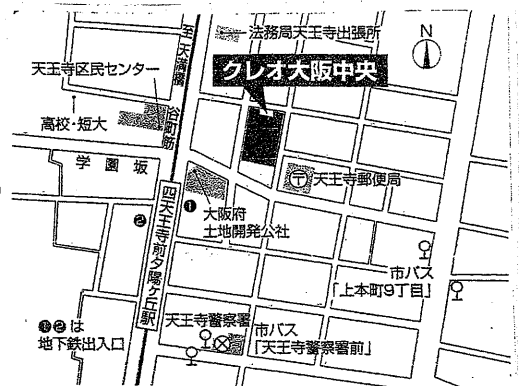 至 天満橋
法務局天王寺出張所
N
天王寺区民センター
クレオ大阪中央
高校・短大
谷町筋
学園坂
〒天王寺郵便局
❷
❶
大阪府
土地開発公社
四天王寺前夕陽ヶ丘駅
市バス
「上本町9丁目」
❶❷は
地下鉄出入口
天王寺警察署
市バス
「天王寺警察署前」